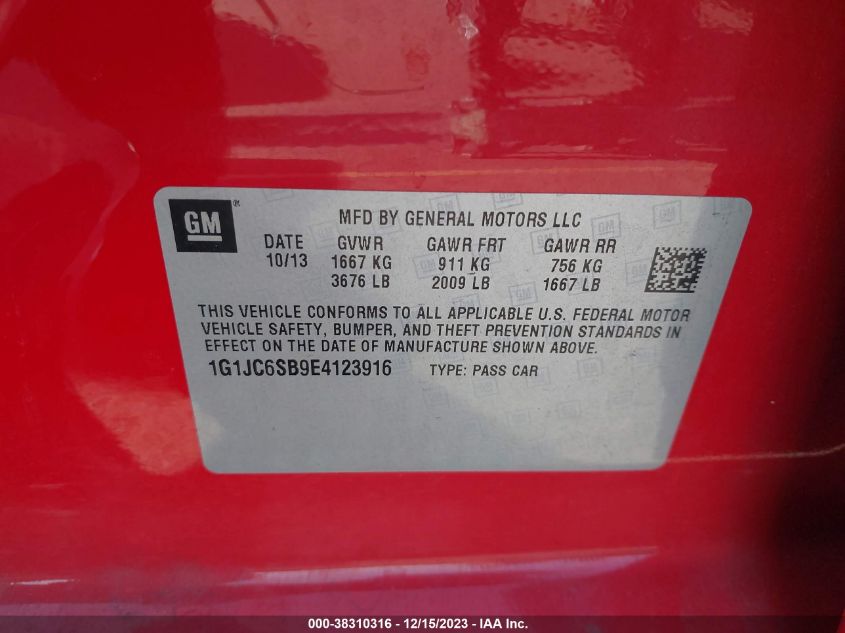 GM ®
MFD BY GENERAL MOTORS LLC
DATE GVWR GAWR FRT GAWR RR
10/13 1667 KG 911 KG 756 KG
3676 LB 2009 LB 1667 LB
THIS VEHICLE CONFORMS TO ALL APPLICABLE U.S. FEDERAL MOTOR
VEHICLE SAFETY, BUMPER, AND THEFT PREVENTION STANDARDS IN
EFFECT ON THE DATE OF MANUFACTURE SHOWN ABOVE.
1G1JC6SB9E4123916 TYPE: PASS CAR
000-38310316 - 12/15/2023 - IAA Inc.